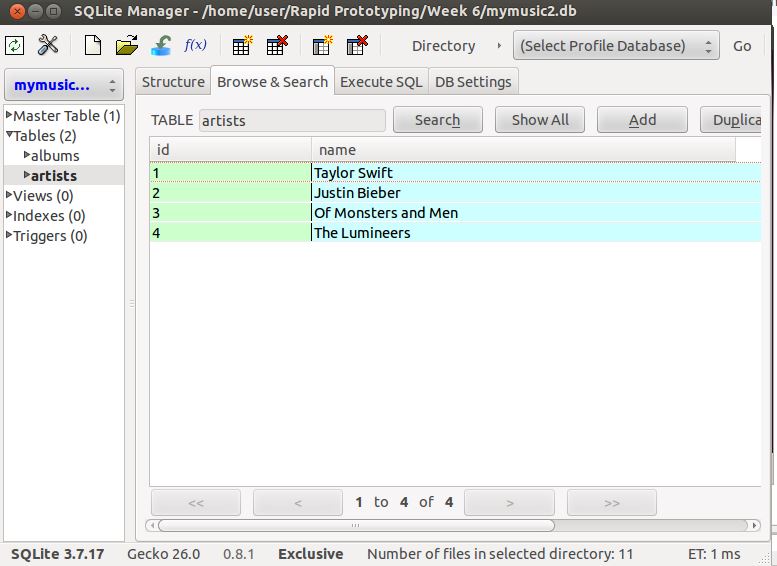 SQLite Manager - /home/user/Rapid Prototyping/Week 6/mymusic2.db
f(x) Directory (Select Profile Database) Go
mymusic...
Structure Browse & Search Execute SQL DB Settings
Master Table (1)
Tables (2)
albums
artists
Views (0)
Indexes (0)
Triggers (0)
TABLE artists Search Show All Add Duplica
id name
1 Taylor Swift
2 Justin Bieber
3 Of Monsters and Men
4 The Lumineers
<< < 1 to 4 of 4 > >>
SQLite 3.7.17 Gecko 26.0 0.8.1 Exclusive Number of files in selected directory: 11 ET: 1 ms